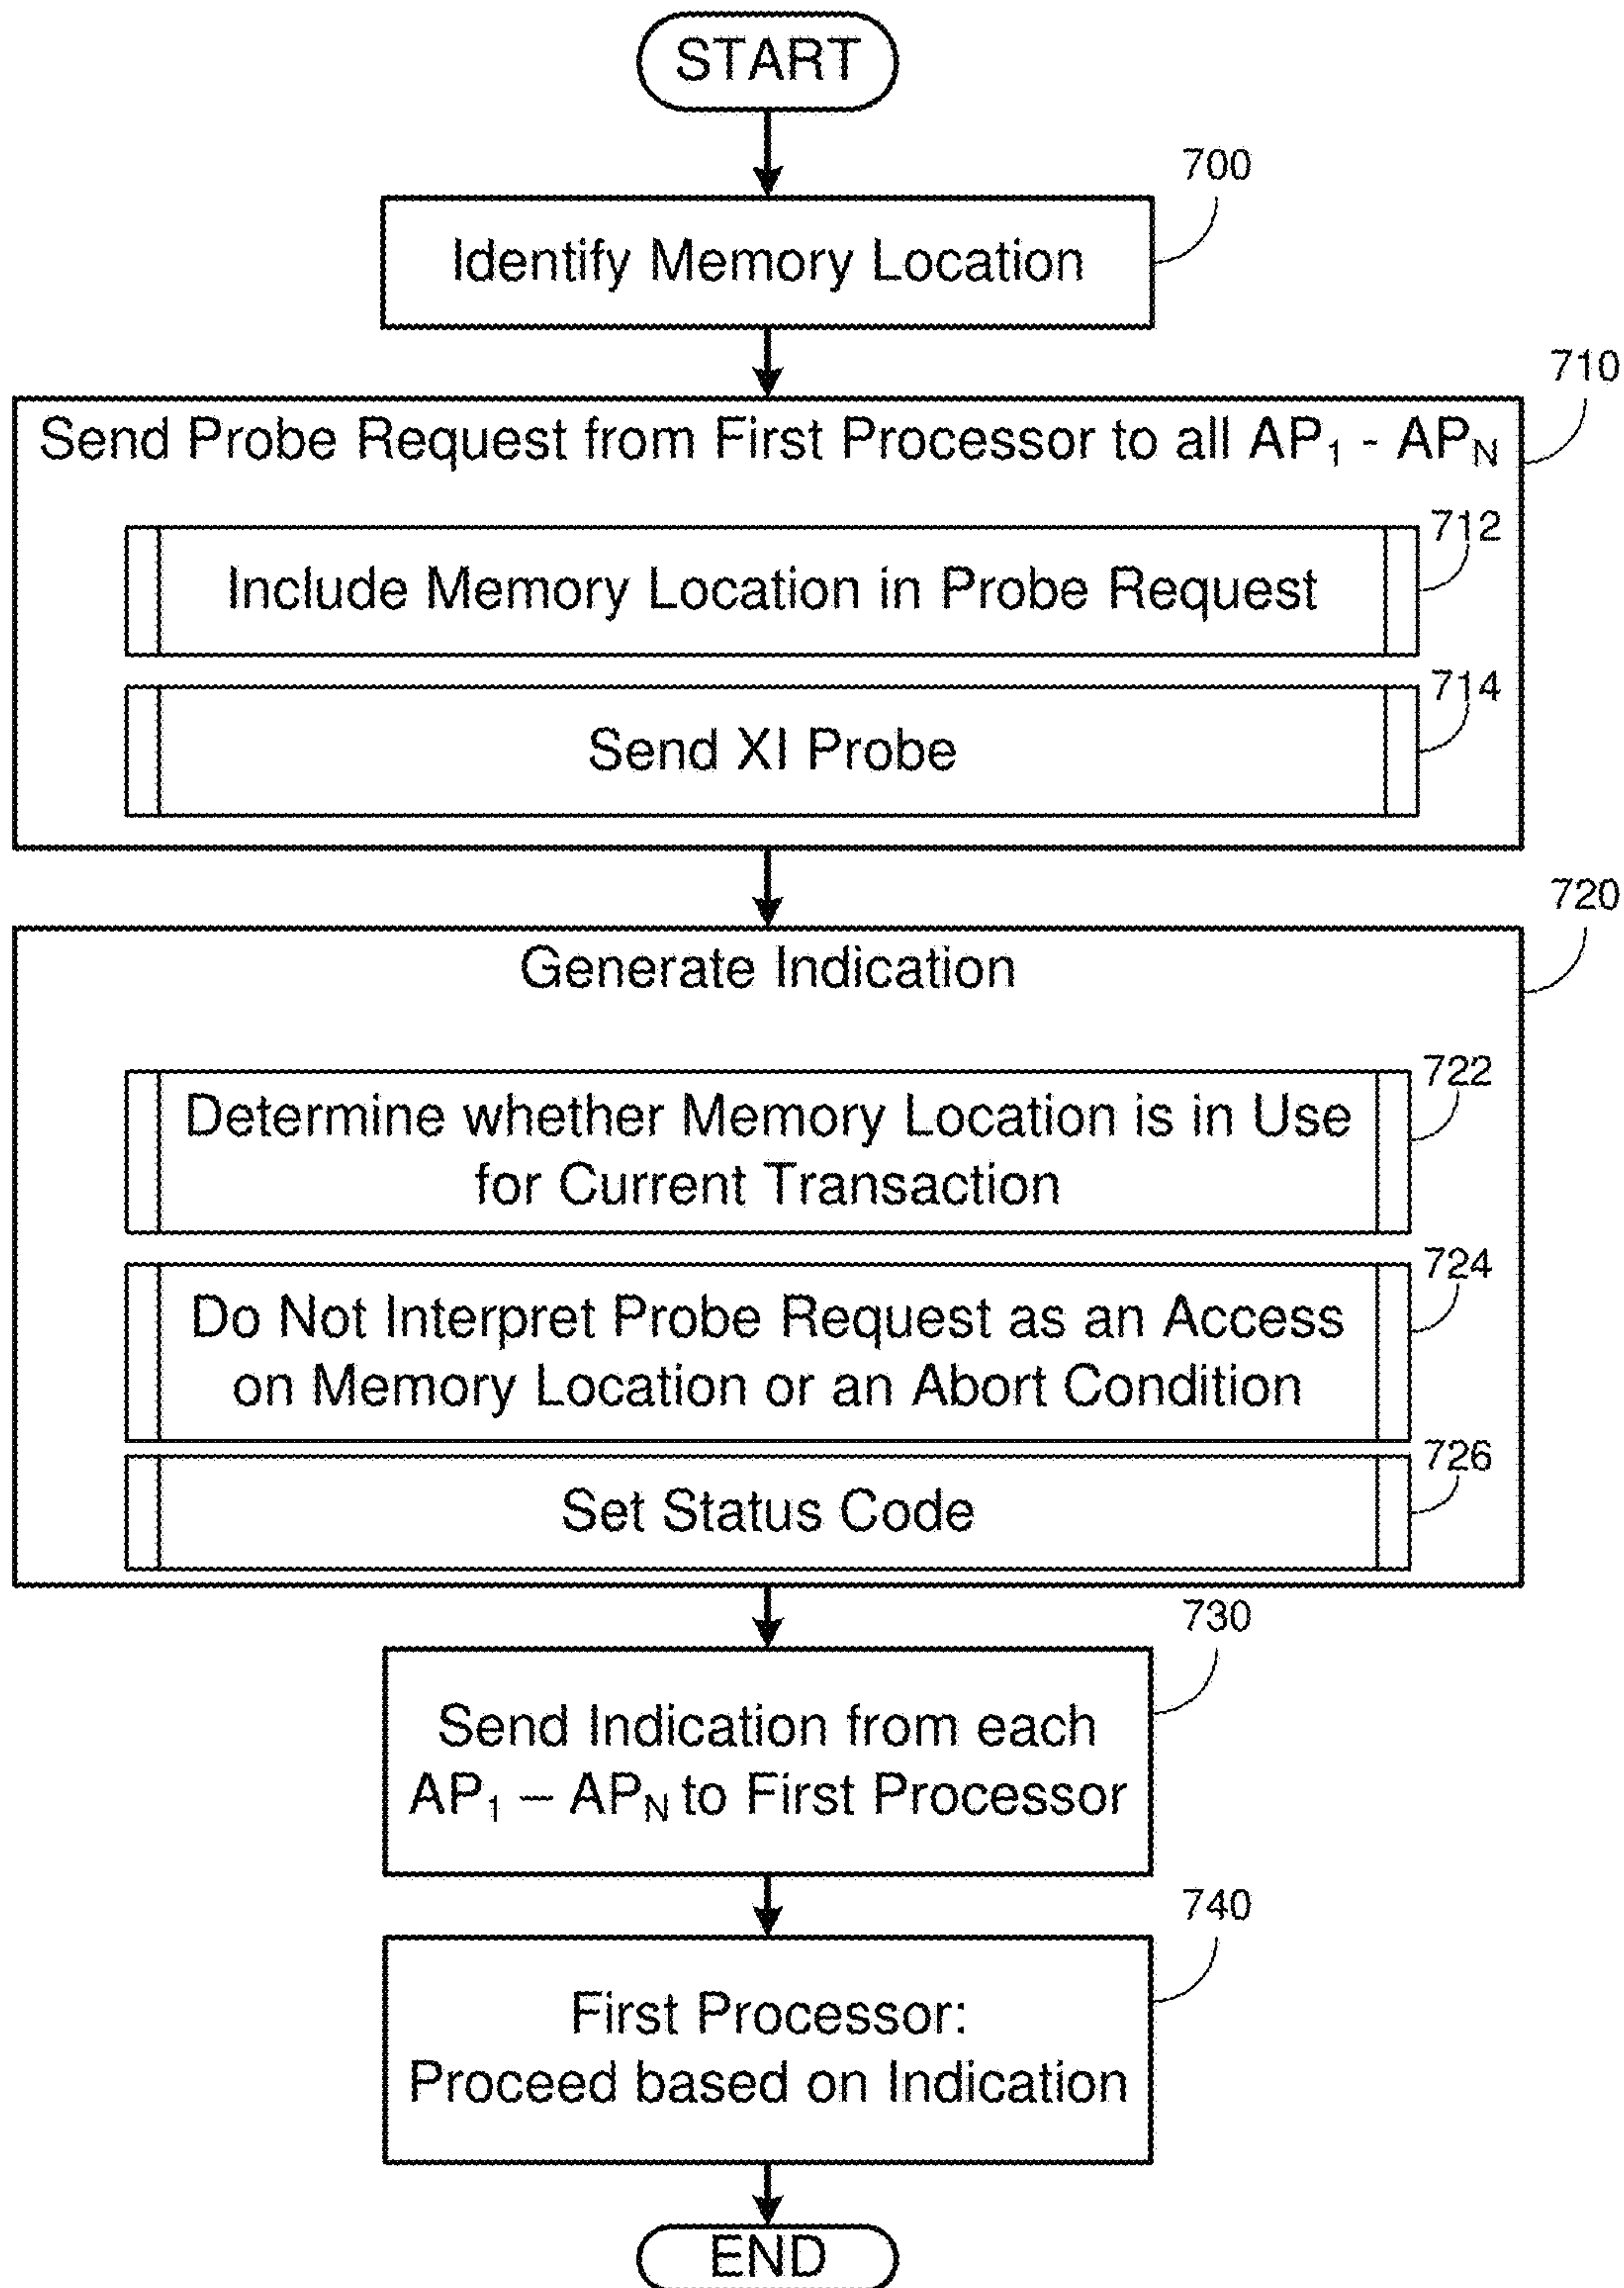 START
700
Identify Memory Location
710
Send Probe Request from First Processor to all AP₁ - APN
712
Include Memory Location in Probe Request
714
Send XI Probe
720
Generate Indication
722
Determine whether Memory Location is in Use
for Current Transaction
724
Do Not Interpret Probe Request as an Access
on Memory Location or an Abort Condition
726
Set Status Code
730
Send Indication from each
AP₁ – APN to First Processor
740
First Processor:
Proceed based on Indication
END